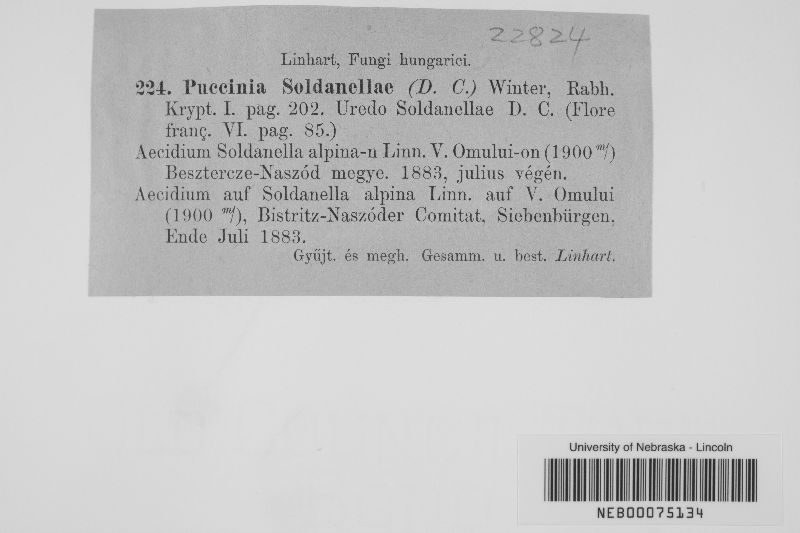 22824
Linhart, Fungi hungarici.
224. Puccinia Soldanellae (D. C.) Winter, Rabh.
Krypt. I. pag. 202. Uredo Soldanellae D. C. (Flore
franç. VI. pag. 85.)
Aecidium Soldanella alpina-n Linn. V. Omului-on (1900 m/)
Besztercze-Naszód megye. 1883, julius végén.
Aecidium auf Soldanella alpina Linn. auf V. Omului
(1900 m/), Bistritz-Naszóder Comitat, Siebenbürgen,
Ende Juli 1883.
Gyűjt. és megh. Gesamm. u. best. Linhart.
University of Nebraska - Lincoln
NEB00075134